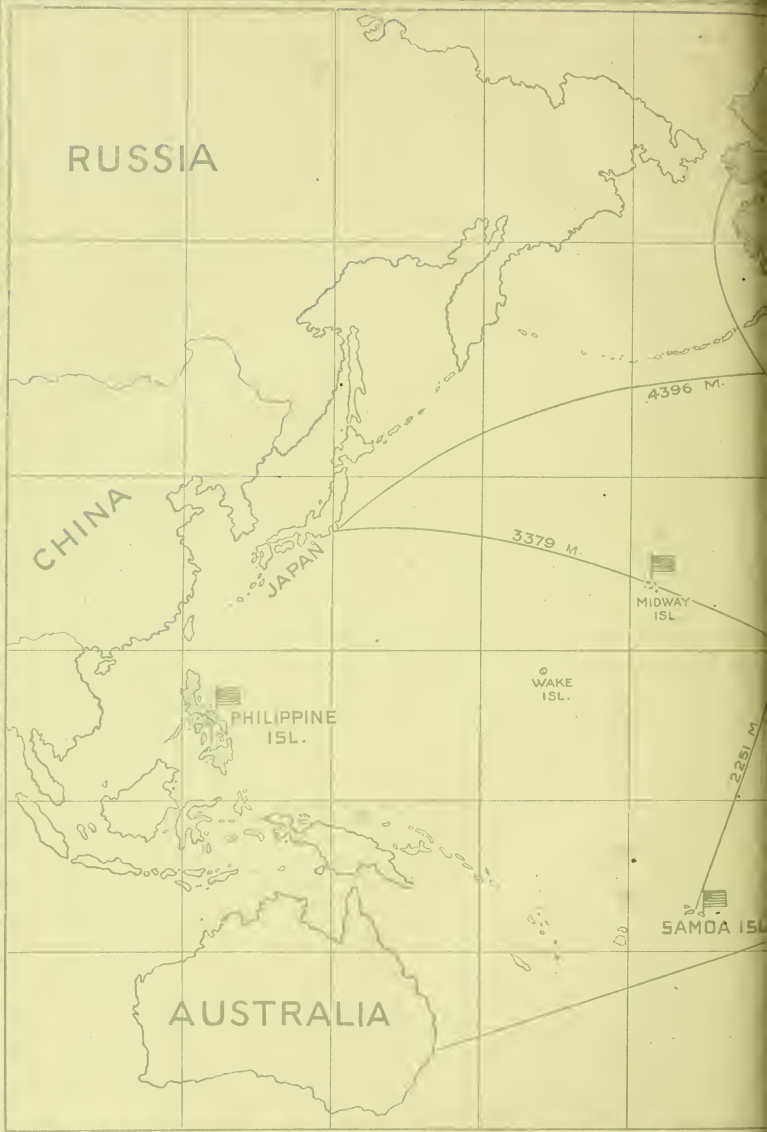 RUSSIA
4396 M.
CHINA
3379 M.
JAPAN
MIDWAY
ISL
WAKE
ISL.
PHILIPPINE
ISL.
2251 M.
SAMOA ISL
AUSTRALIA